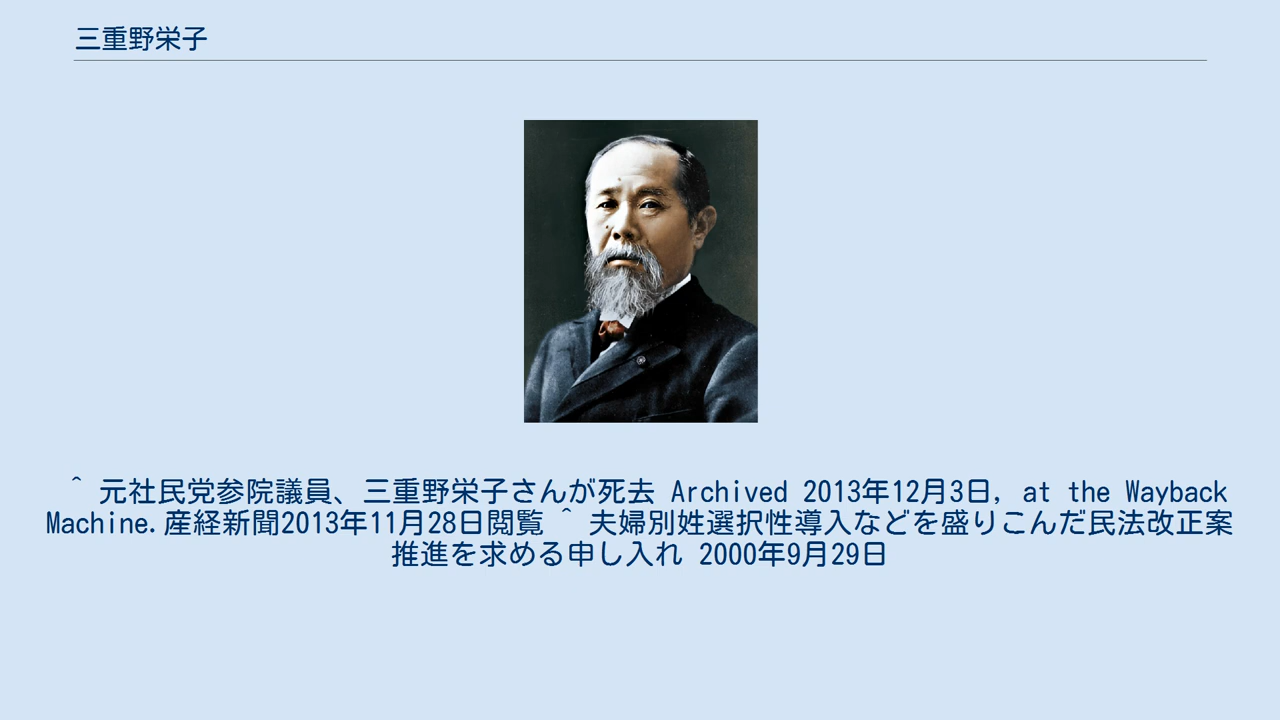 三重野栄子
^ 元社民党参院議員、三重野栄子さんが死去 Archived 2013年12月3日, at the Wayback
Machine.産経新聞2013年11月28日閲覧 ^ 夫婦別姓選択性導入などを盛りこんだ民法改正案
推進を求める申し入れ 2000年9月29日